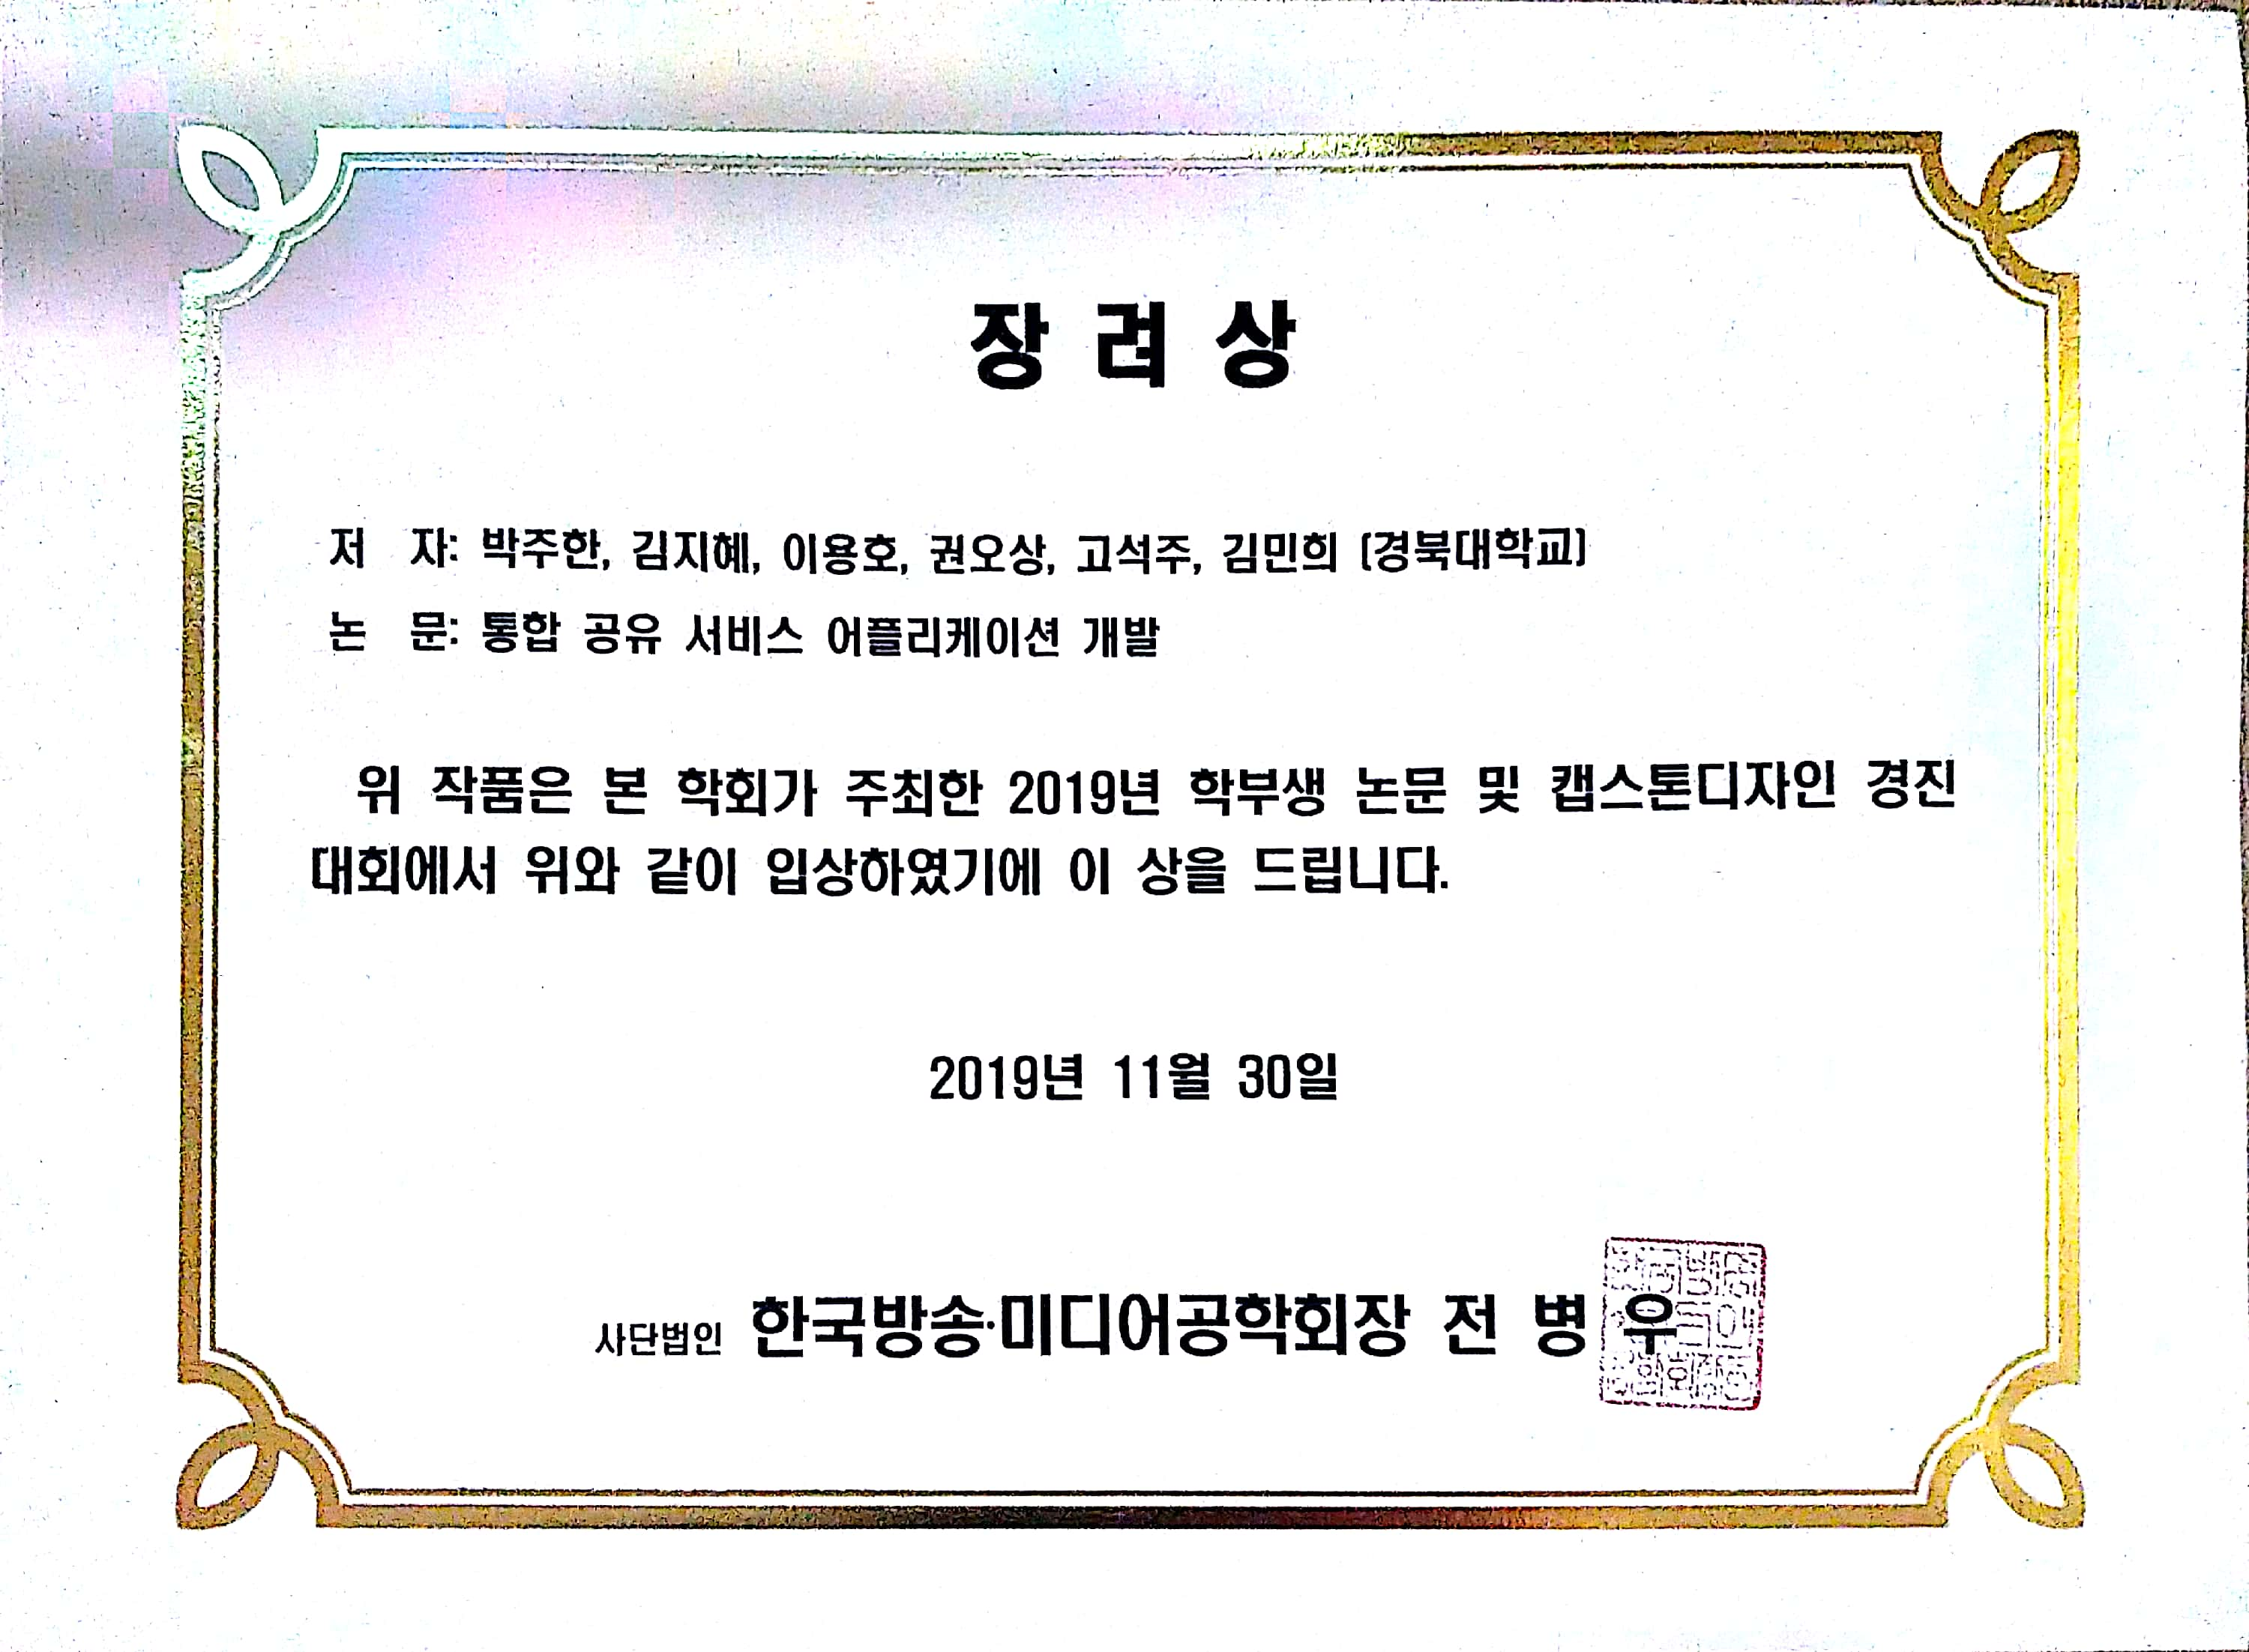 장 려 상
저 자: 박주한, 김지혜, 이용호, 권오상, 고석주, 김민희 (경북대학교)
논 문: 통합 공유 서비스 어플리케이션 개발
위 작품은 본 학회가 주최한 2019년 학부생 논문 및 캡스톤디자인 경진
대회에서 위와 같이 입상하였기에 이 상을 드립니다.
2019년 11월 30일
사단법인 한국방송·미디어공학회장 전 병 우